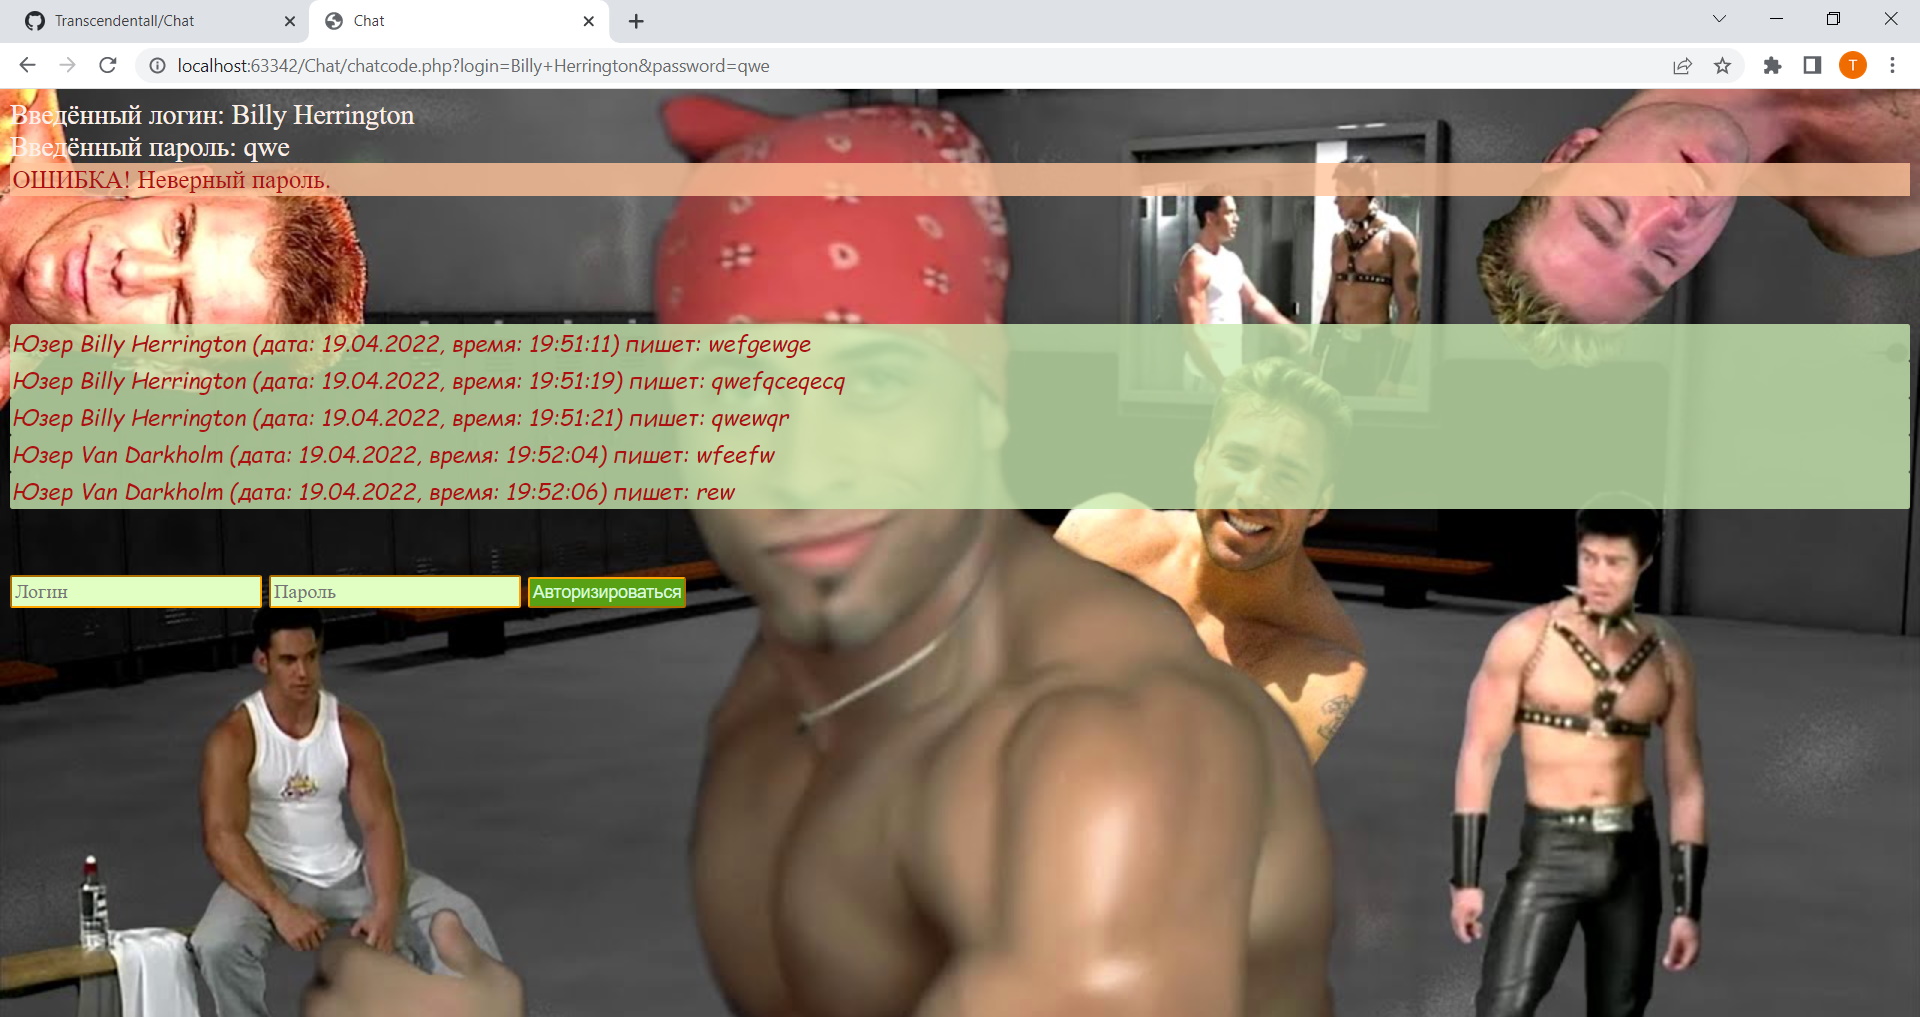 Transcendentall/Chat
Chat
localhost:63342/Chat/chatcode.php?login=Billy+Herrington&password=qwe
T
Введённый логин: Billy Herrington
Введённый пароль: qwe
ОШИБКА! Неверный пароль.
Юзер Billy Herrington (дата: 19.04.2022, время: 19:51:11) пишет: wefgewge
Юзер Billy Herrington (дата: 19.04.2022, время: 19:51:19) пишет: qwefqceqecq
Юзер Billy Herrington (дата: 19.04.2022, время: 19:51:21) пишет: qwewqr
Юзер Van Darkholm (дата: 19.04.2022, время: 19:52:04) пишет: wfeefw
Юзер Van Darkholm (дата: 19.04.2022, время: 19:52:06) пишет: rew
Логин
Пароль
Авторизироваться